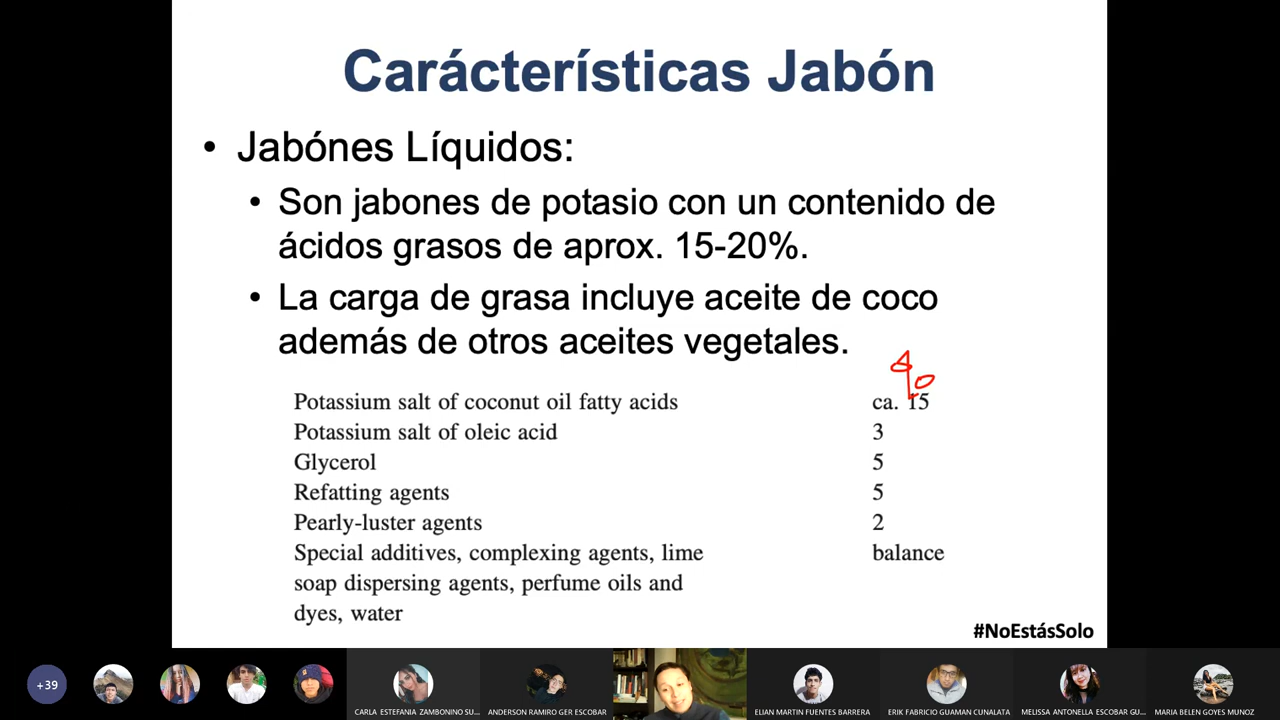 Carácterísticas Jabón
• Jabónes Líquidos:
• Son jabones de potasio con un contenido de
ácidos grasos de aprox. 15-20%.
• La carga de grasa incluye aceite de coco
además de otros aceites vegetales.
%
Potassium salt of coconut oil fatty acids ca. 15
Potassium salt of oleic acid 3
Glycerol 5
Refatting agents 5
Pearly-luster agents 2
Special additives, complexing agents, lime balance
soap dispersing agents, perfume oils and
dyes, water
#NoEstásSolo
+39
CARLA ESTEFANIA ZAMBONINO SU...
ANDERSON RAMIRO GER ESCOBAR
ELIAN MARTIN FUENTES BARRERA
ERIK FABRICIO GUAMAN CUNALATA
MELISSA ANTONELLA ESCOBAR GU...
MARIA BELEN GOYES MUNOZ